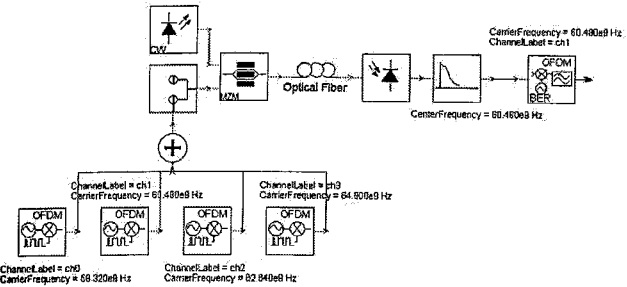 CarrierFrequency = 60.480e9 Hz
ChannelLabel = ch1
CW
OFDM
MZM
Optical Fiber
BER
CenterFrequency = 60.480e9 Hz
ChannelLabel = ch1
CarrierFrequency = 60.480e9 Hz
ChannelLabel = ch3
CarrierFrequency = 64.800e9 Hz
OFDM
OFDM
OFDM
OFDM
ChannelLabel = ch0
CarrierFrequency = 58.320e9 Hz
ChannelLabel = ch2
CarrierFrequency = 62.640e9 Hz